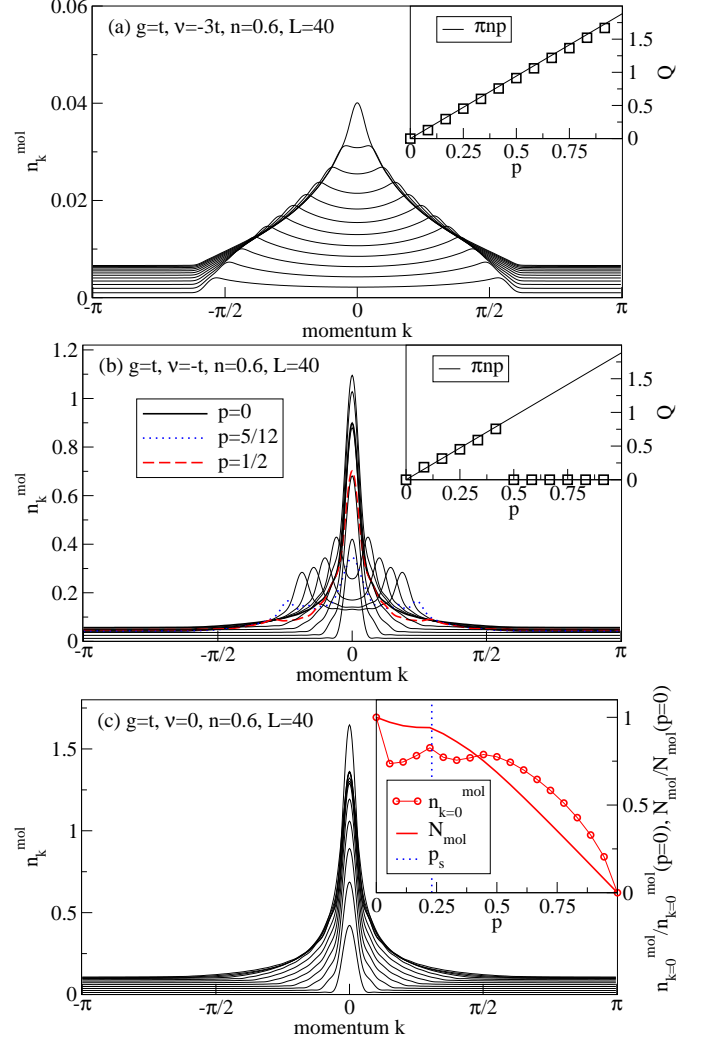 (a) g=t, ν=-3t, n=0.6, L=40
πnp
n_k^mol
0.06
0.04
0.02
0
-π
-π/2
0
π/2
π
momentum k
0
0.25
0.5
0.75
p
0
0.5
1
1.5
Q
(b) g=t, ν=-t, n=0.6, L=40
p=0
p=5/12
p=1/2
πnp
n_k^mol
1.2
1
0.8
0.6
0.4
0.2
0
-π
-π/2
0
π/2
π
momentum k
0
0.25
0.5
0.75
p
0
0.5
1
1.5
Q
(c) g=t, ν=0, n=0.6, L=40
n_{k=0}^mol
N_mol
p_s
n_k^mol
1.5
1
0.5
0
-π
-π/2
0
π/2
π
momentum k
0
0.25
0.5
0.75
p
0
0.5
1
n_{k=0}^mol/n_{k=0}^mol(p=0), N_mol/N_mol(p=0)